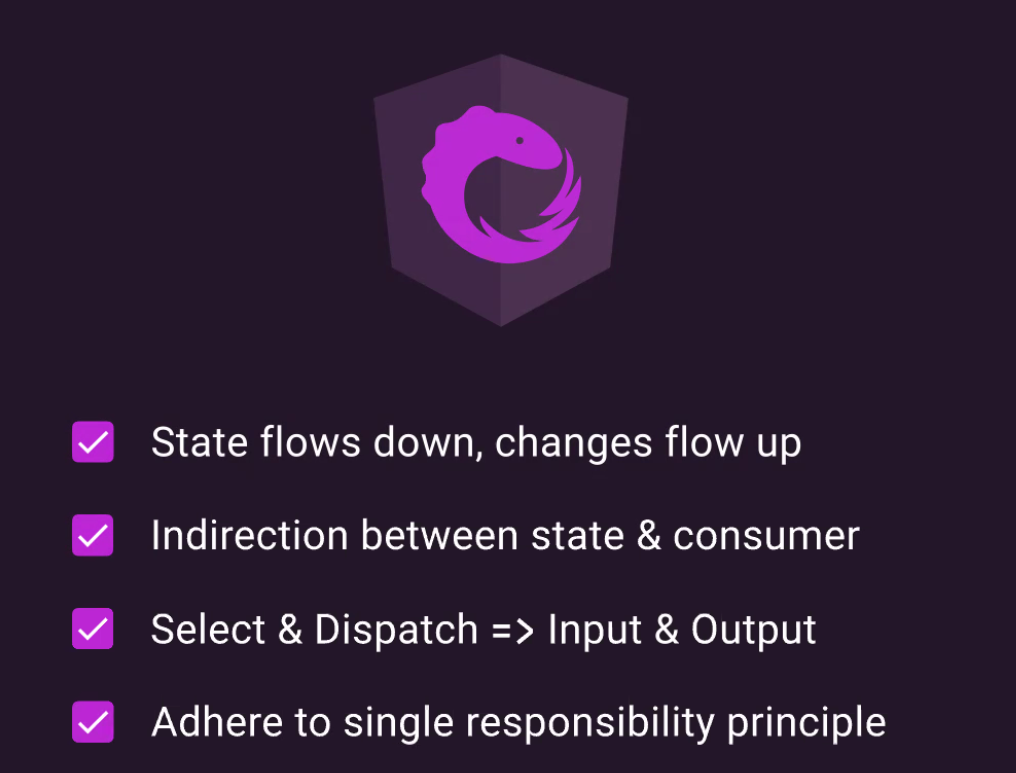 State flows down, changes flow up
Indirection between state & consumer
Select & Dispatch => Input & Output
Adhere to single responsibility principle